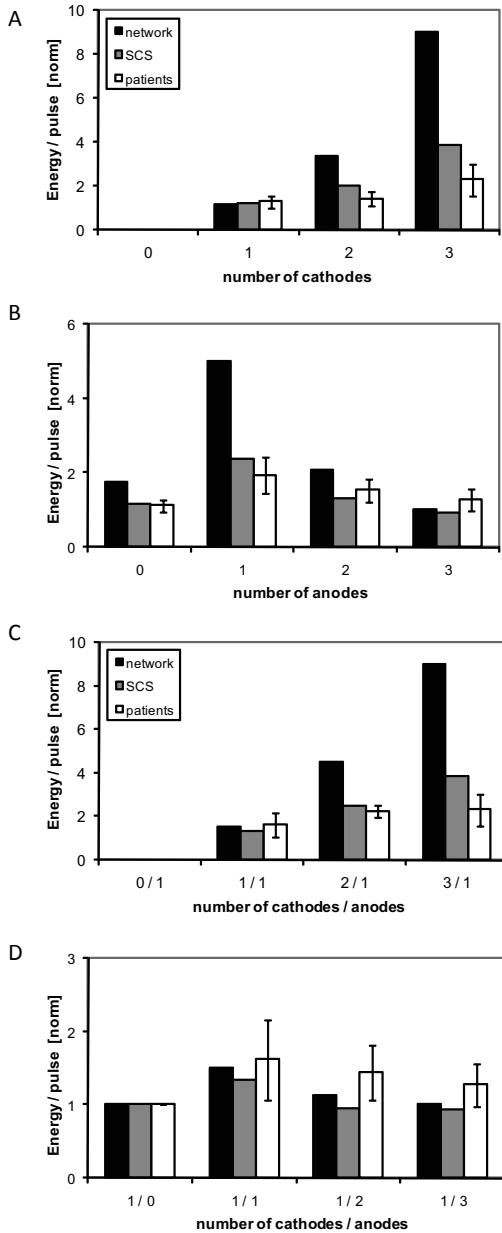 A
Energy / pulse [norm]
10
8
6
4
2
0
network
SCS
patients
0 1 2 3
number of cathodes
B
Energy / pulse [norm]
6
4
2
0
0 1 2 3
number of anodes
C
Energy / pulse [norm]
10
8
6
4
2
0
network
SCS
patients
0 / 1 1 / 1 2 / 1 3 / 1
number of cathodes / anodes
D
Energy / pulse [norm]
3
2
1
0
1 / 0 1 / 1 1 / 2 1 / 3
number of cathodes / anodes